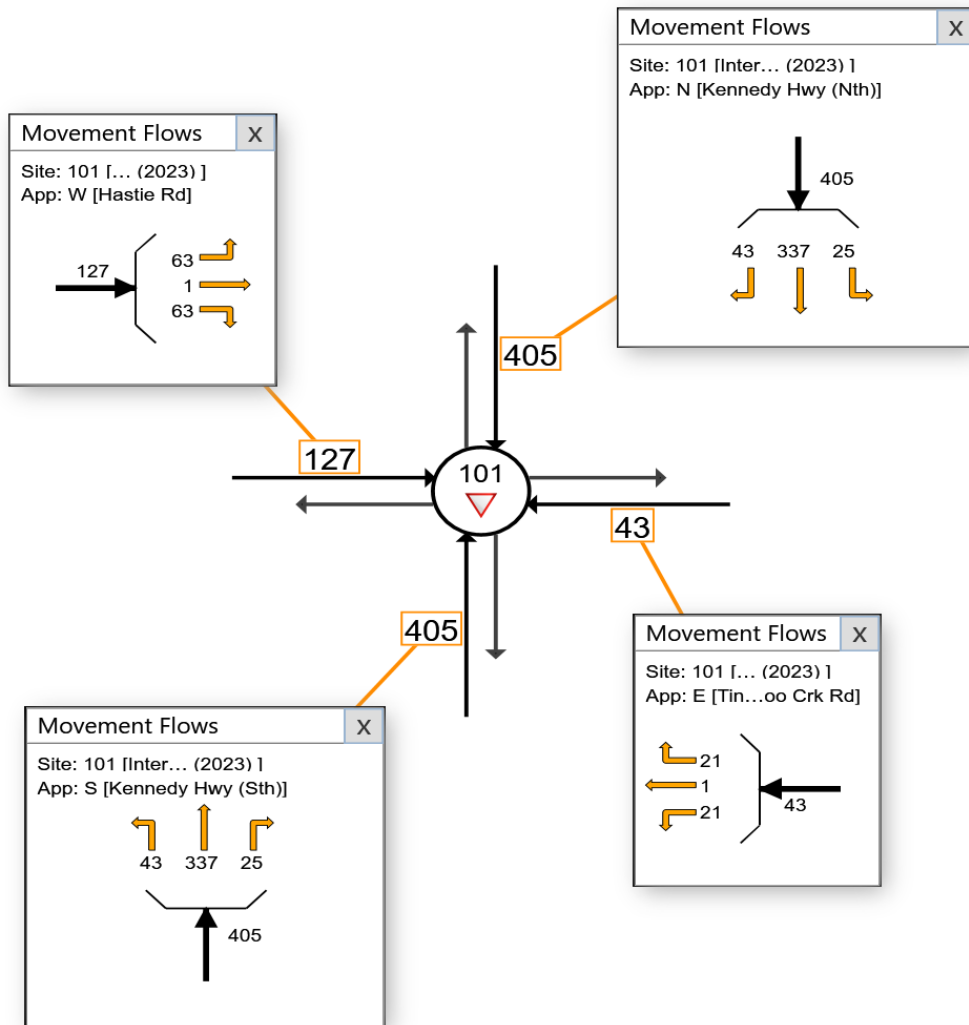 Movement Flows X
Site: 101 [Inter... (2023) ]
App: N [Kennedy Hwy (Nth)]
405
43 337 25
Movement Flows X
Site: 101 [... (2023) ]
App: W [Hastie Rd]
127
63
1
63
405
127
101
43
405
Movement Flows X
Site: 101 [... (2023) ]
App: E [Tin...oo Crk Rd]
21
1
21
43
Movement Flows X
Site: 101 [Inter... (2023) ]
App: S [Kennedy Hwy (Sth)]
43 337 25
405